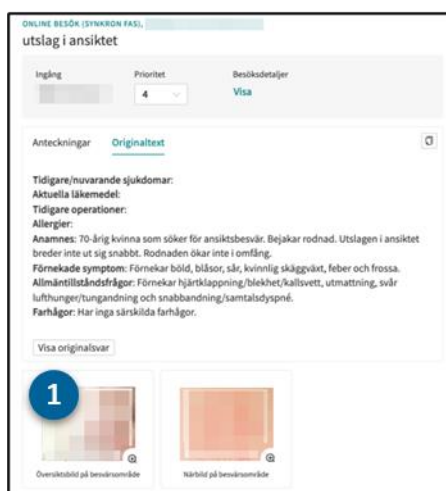 ONLINE BESÖK (SYNKRON FAS),
utslag i ansiktet
Ingång Prioritet Besöksdetaljer
4 Visa
Anteckningar Originaltext
Tidigare/nuvarande sjukdomar:
Aktuella läkemedel:
Tidigare operationer:
Allergier:
Anamnes: 70-årig kvinna som söker för ansiktsbesvär. Bejakar rodnad. Utslagen i ansiktet
breder inte ut sig snabbt. Rodnaden ökar inte i omfång.
Förnekade symptom: Förnekar böld, blåsor, sår, kvinnlig skäggväxt, feber och frossa.
Allmäntillståndsfrågor: Förnekar hjärtklappning/blekhet/kallsvett, utmattning, svår
lufthunger/tungandning och snabbandning/samtalsdyspné.
Farhågor: Har inga särskilda farhågor.
Visa originalsvar
1
Översiktsbild på besvärsområde Närbild på besvärsområde